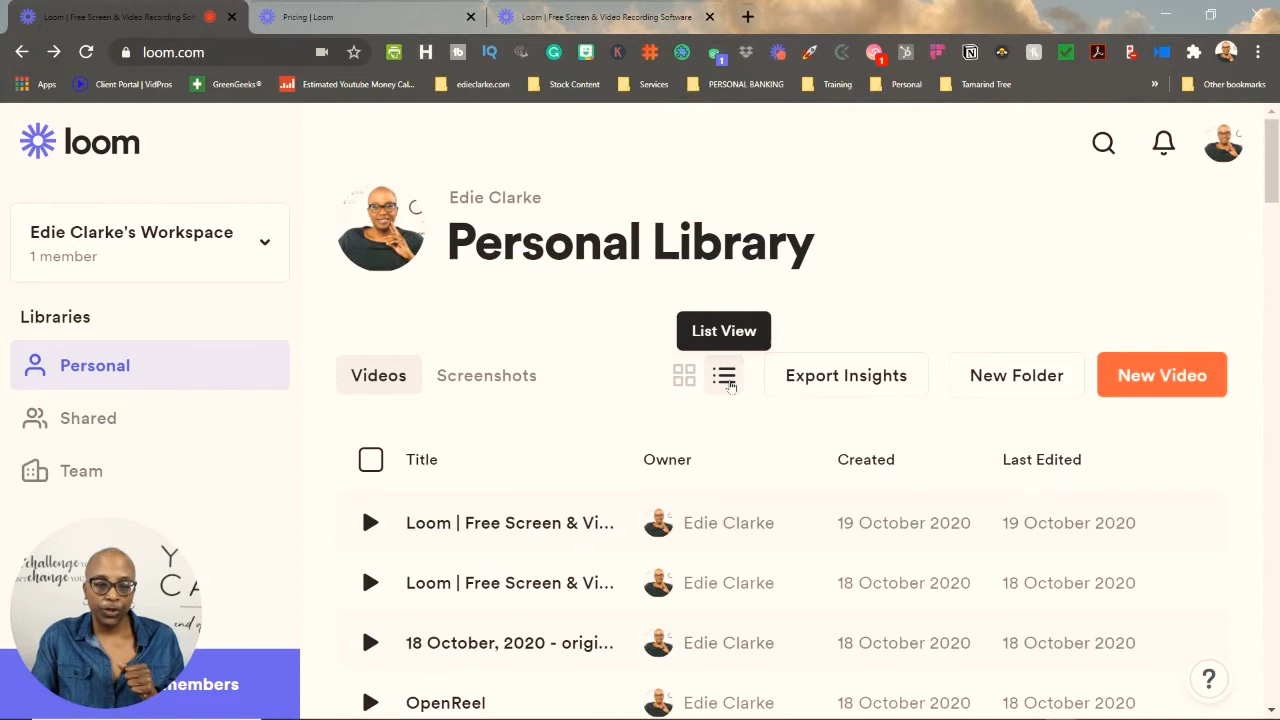 Loom | Free Screen & Video Recording Sof
Pricing | Loom
Loom | Free Screen & Video Recording Software
loom.com
Apps
Client Portal | VidPros
GreenGeeks®
Estimated Youtube Money Cal...
edieclarke.com
Stock Content
Services
PERSONAL BANKING
Training
Personal
Tamarind Tree
»
Other bookmarks
loom
Edie Clarke's Workspace
1 member
Libraries
Personal
Shared
Team
members
Edie Clarke
Personal Library
List View
Videos
Screenshots
Export Insights
New Folder
New Video
Title Owner Created Last Edited
Loom | Free Screen & Vi... Edie Clarke 19 October 2020 19 October 2020
Loom | Free Screen & Vi... Edie Clarke 18 October 2020 18 October 2020
18 October, 2020 - origi... Edie Clarke 18 October 2020 18 October 2020
OpenReel Edie Clarke 18 October 2020 18 October 2020
?